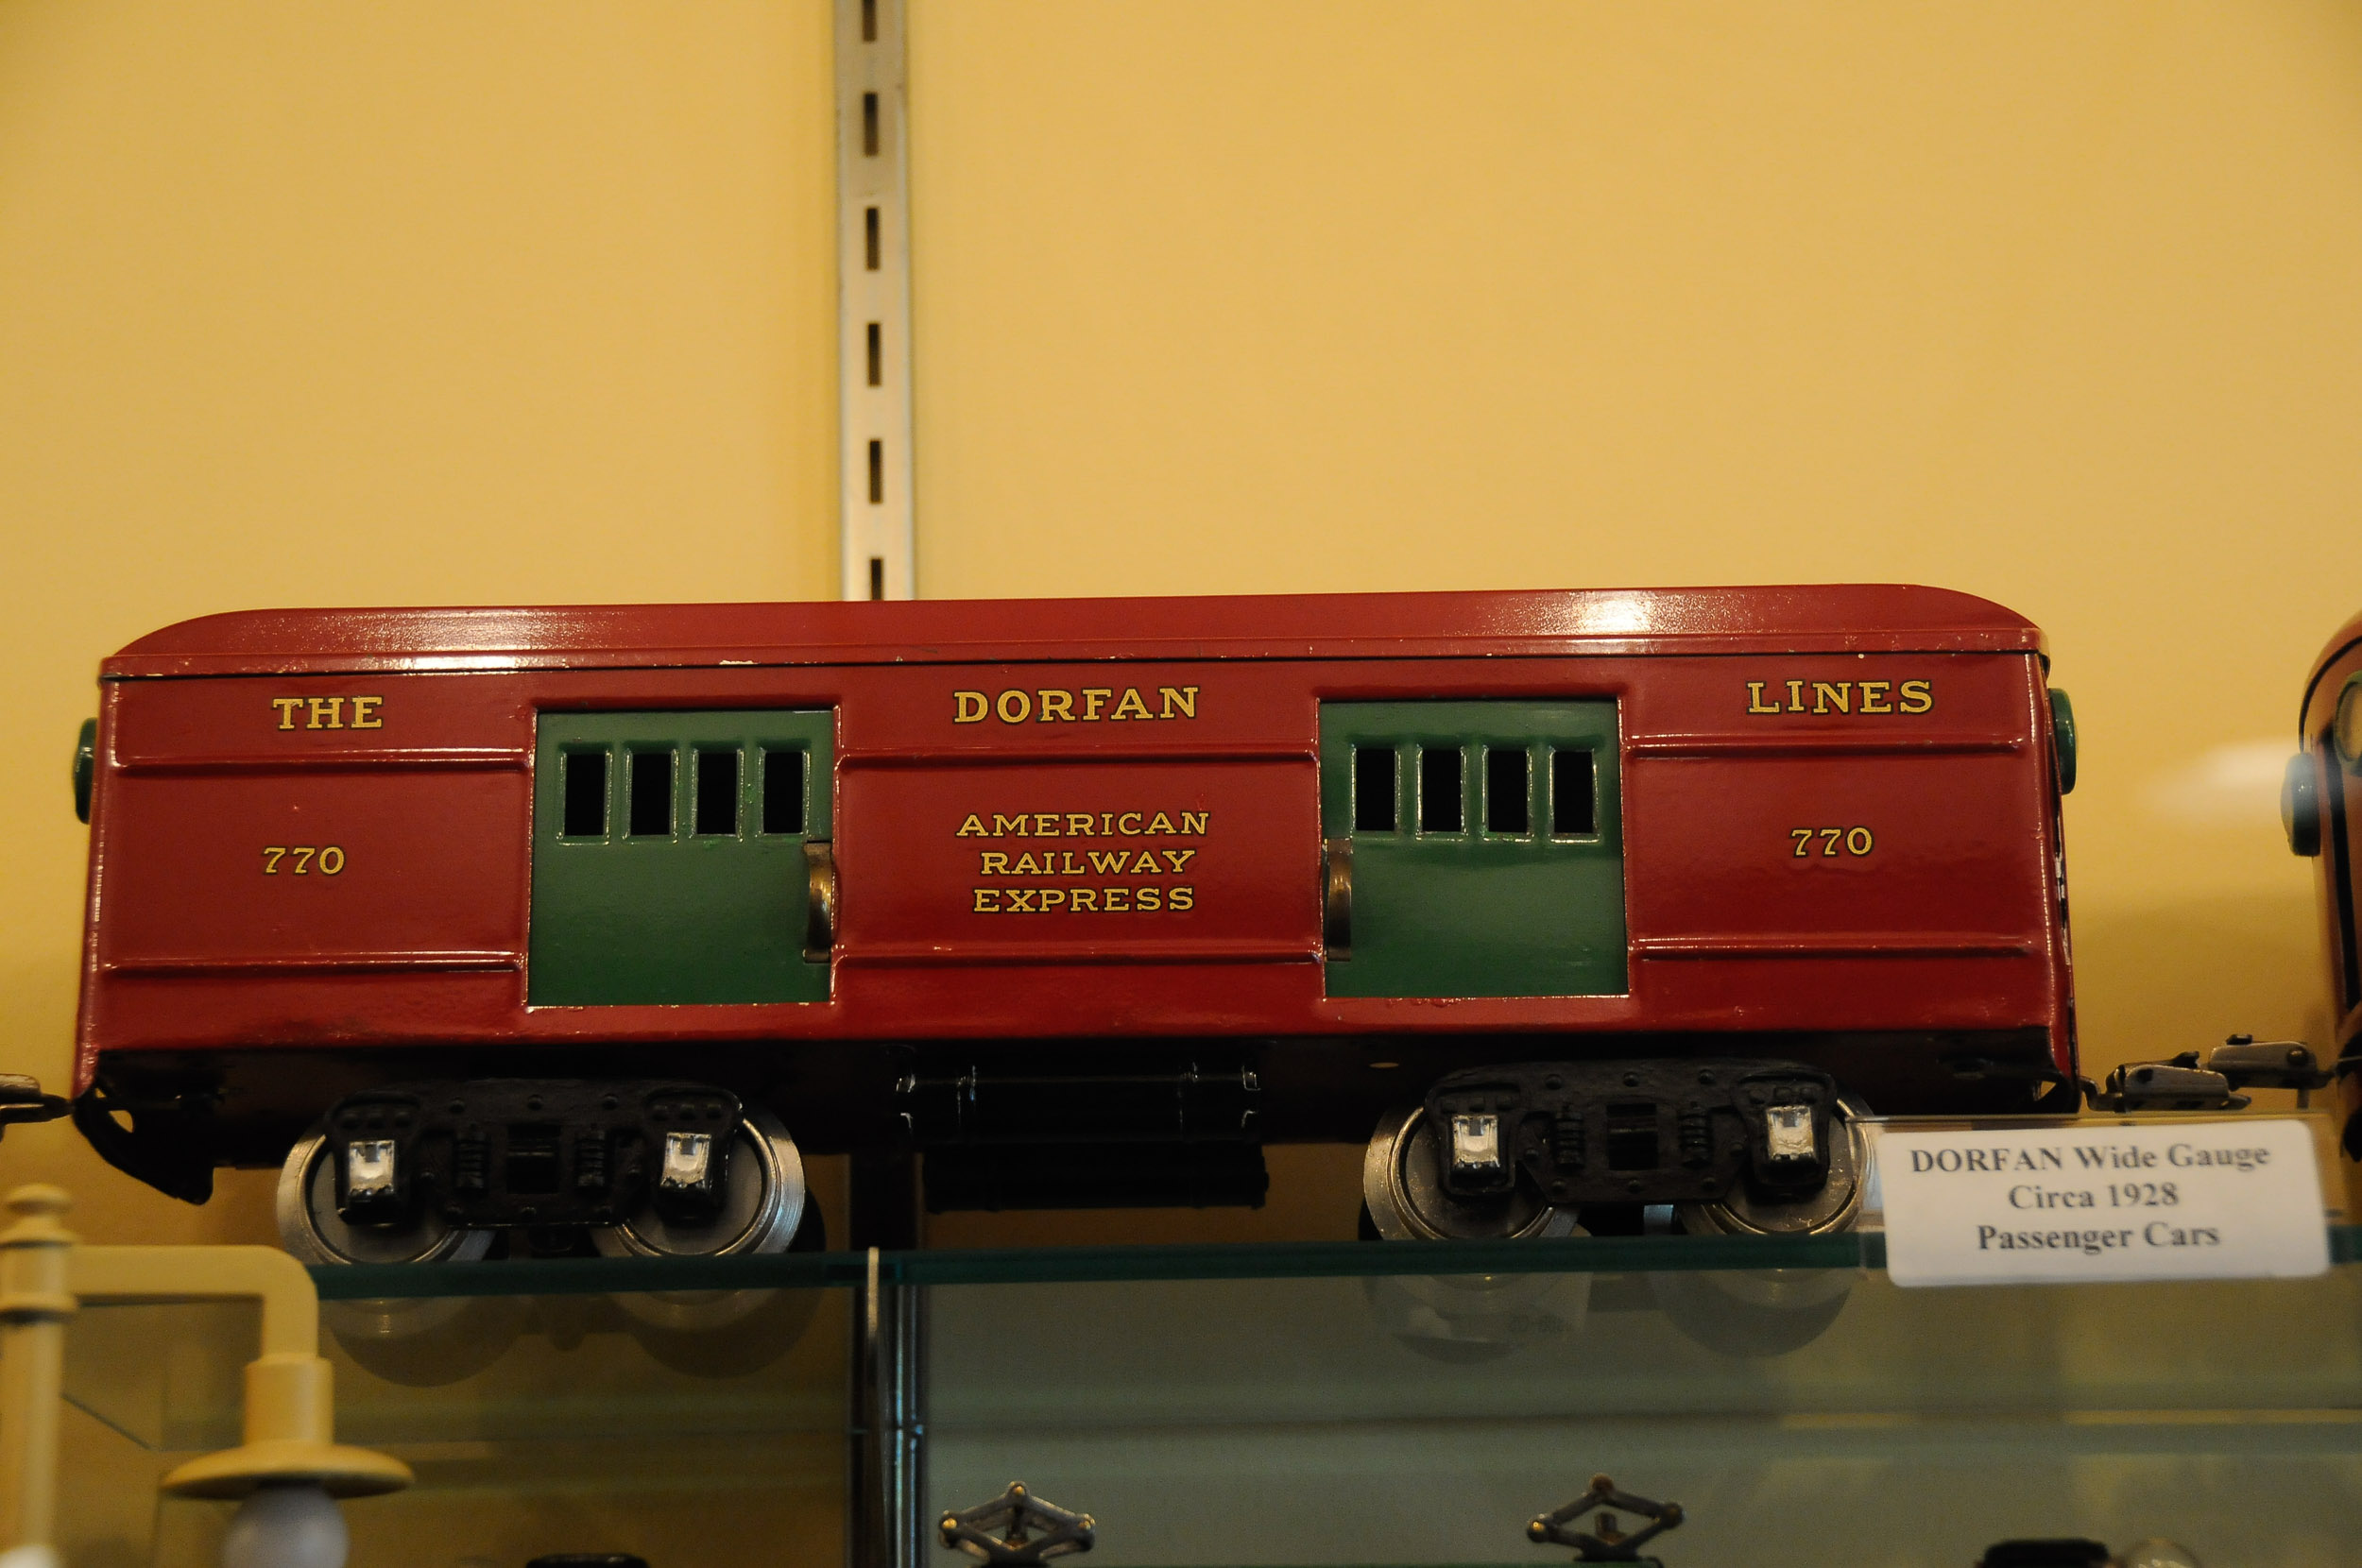 THE DORFAN LINES
770
AMERICAN
RAILWAY
EXPRESS
770
DORFAN Wide Gauge
Circa 1928
Passenger Cars